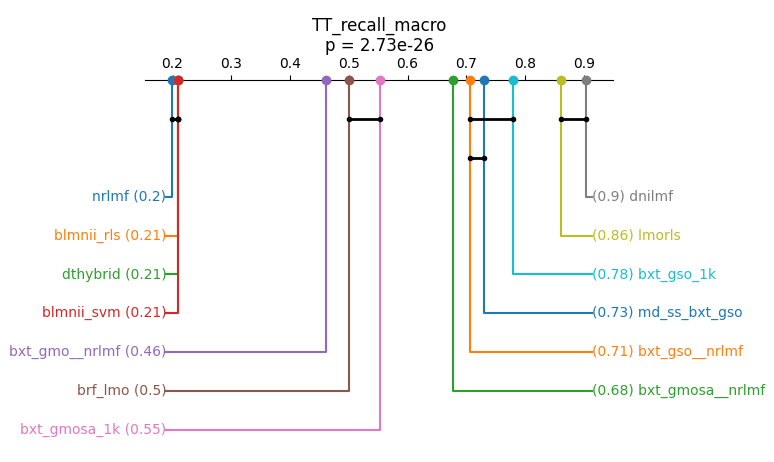 TT_recall_macro
p = 2.73e-26
0.2 0.3 0.4 0.5 0.6 0.7 0.8 0.9
nrlmf (0.2) (0.9) dnilmf
blmnii_rls (0.21) (0.86) lmorls
dthybrid (0.21) (0.78) bxt_gso_1k
blmnii_svm (0.21) (0.73) md_ss_bxt_gso
bxt_gmo__nrlmf (0.46) (0.71) bxt_gso__nrlmf
brf_lmo (0.5) (0.68) bxt_gmosa__nrlmf
bxt_gmosa_1k (0.55)